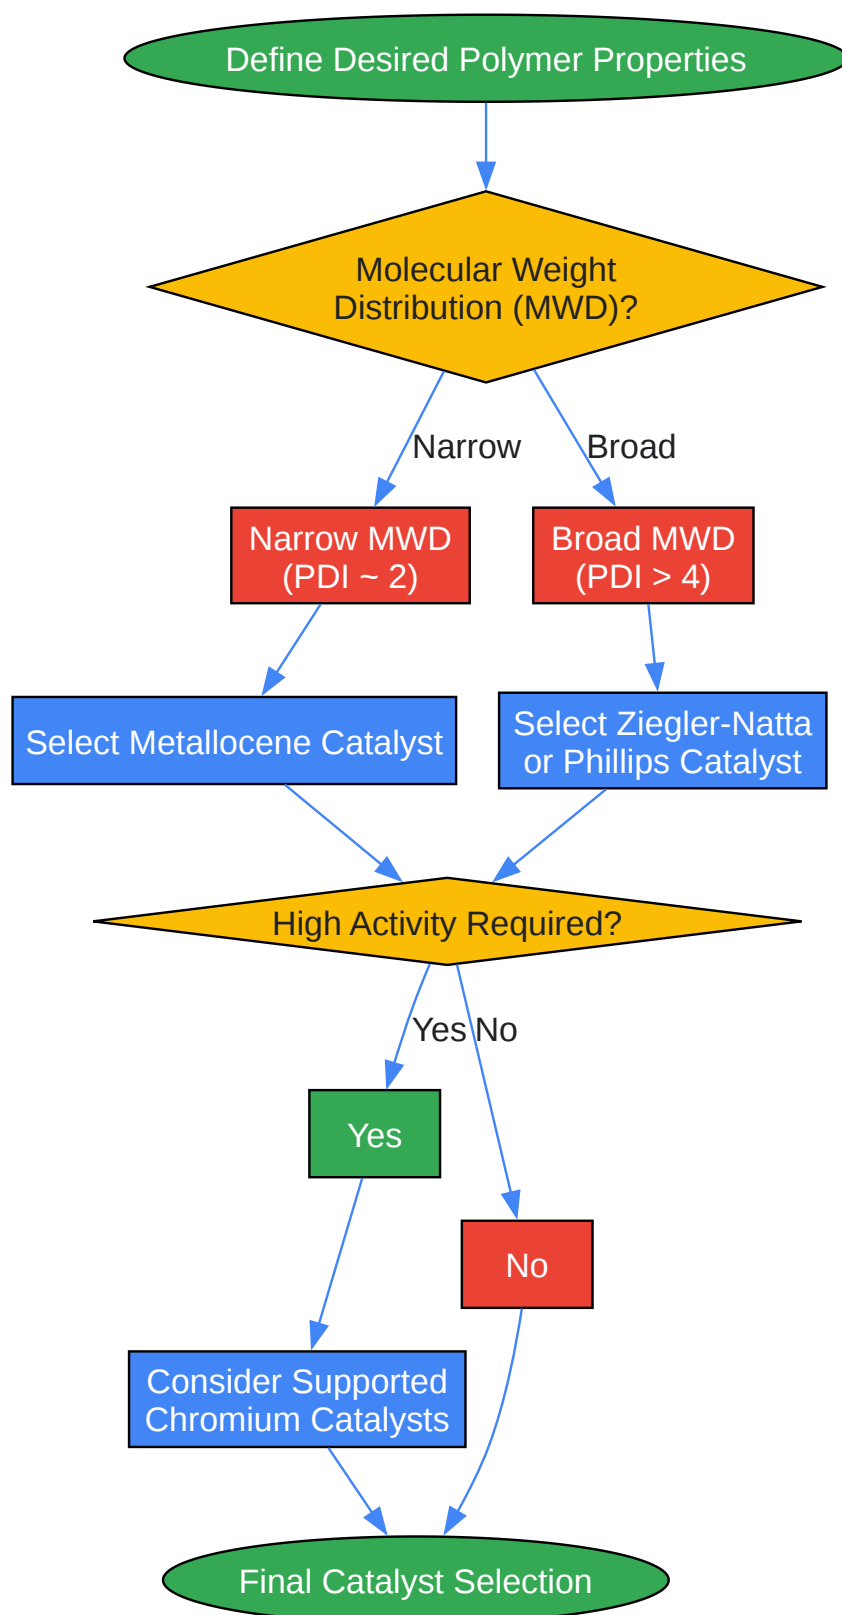 Define Desired Polymer Properties
Molecular Weight
Distribution (MWD)?
Narrow
Broad
Narrow MWD
(PDI ~ 2)
Broad MWD
(PDI > 4)
Select Metallocene Catalyst
Select Ziegler-Natta
or Phillips Catalyst
High Activity Required?
Yes
No
Yes
No
Consider Supported
Chromium Catalysts
Final Catalyst Selection